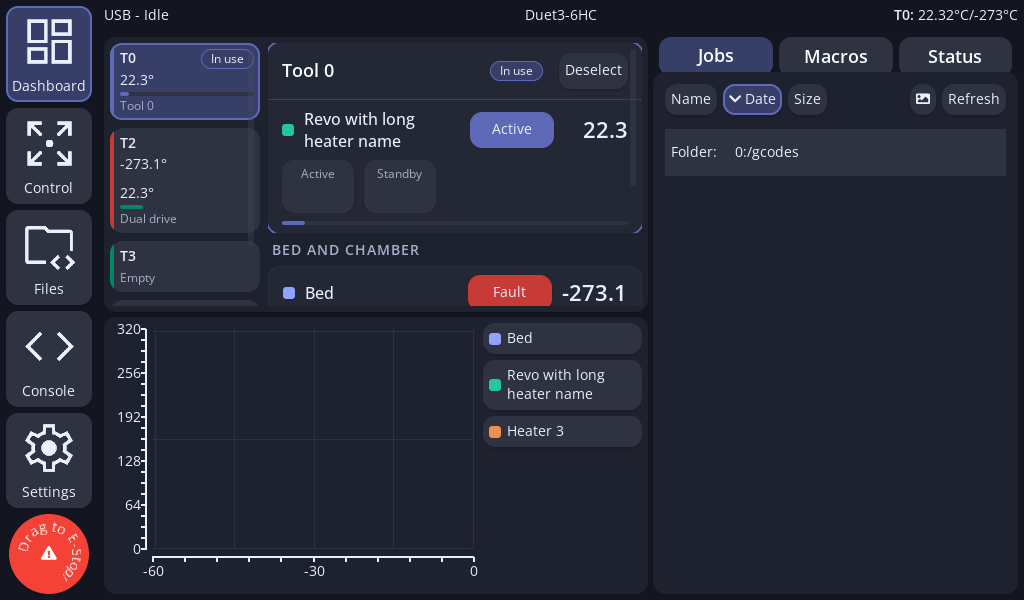 USB - Idle
Duet3-6HC
T0: 22.32°C/-273°C
Dashboard
Control
Files
Console
Settings
Drag to E-Stop!
T0
In use
22.3°
Tool 0
T2
-273.1°
22.3°
Dual drive
T3
Empty
Tool 0
In use
Deselect
Revo with long
heater name
Active
22.3
Active
Standby
BED AND CHAMBER
Bed
Fault
-273.1
320
256
192
128
64
0
-60
-30
0
Bed
Revo with long
heater name
Heater 3
Jobs
Macros
Status
Name
Date
Size
Refresh
Folder:
0:/gcodes